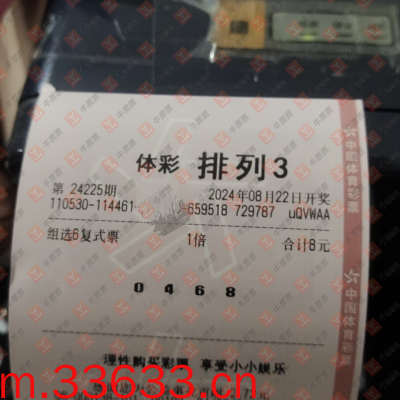 体彩 排列3
第 24225期 2024年08月22日开奖
110530-114461 659518 729787 uQVWAA
组选6复式票 1倍 合计8元
0 4 6 8
理性购买彩票 享受小小娱乐
m.33633.cn